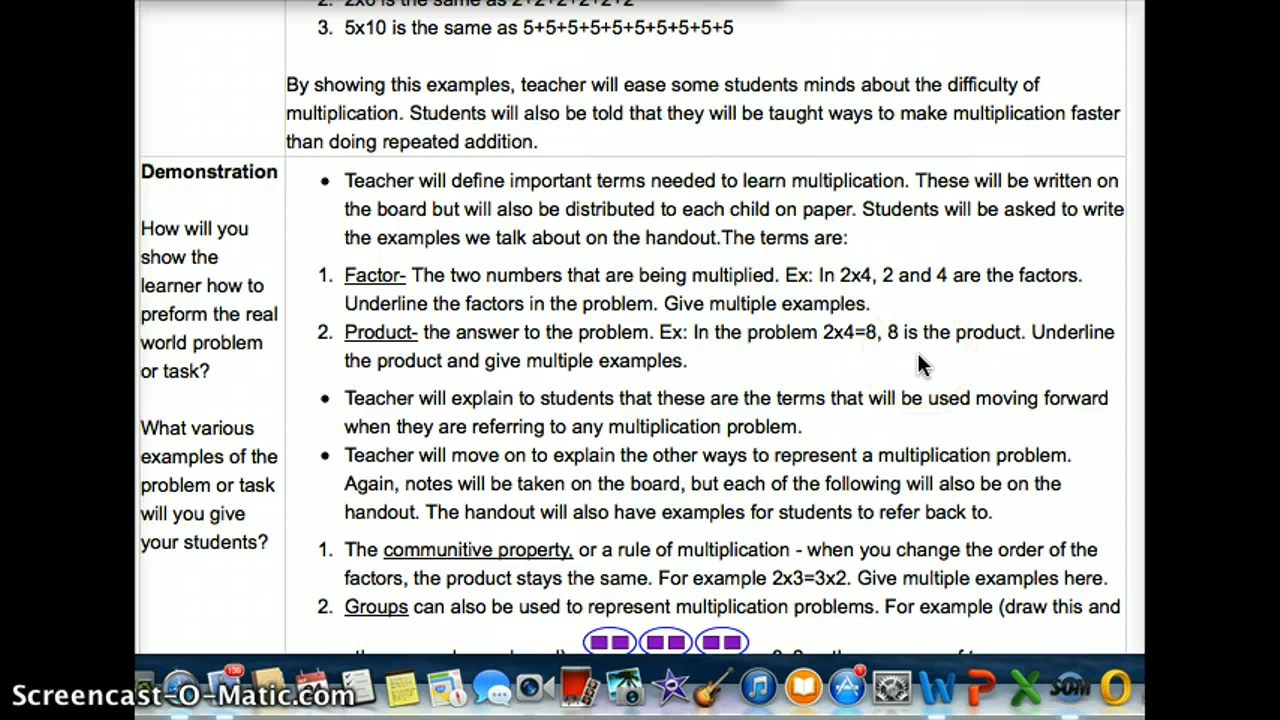 2. 2x6 is the same as 2+2+2+2+2+2
3. 5x10 is the same as 5+5+5+5+5+5+5+5+5+5
By showing this examples, teacher will ease some students minds about the difficulty of
multiplication. Students will also be told that they will be taught ways to make multiplication faster
than doing repeated addition.
Demonstration
How will you
show the
learner how to
preform the real
world problem
or task?
What various
examples of the
problem or task
will you give
your students?
• Teacher will define important terms needed to learn multiplication. These will be written on
the board but will also be distributed to each child on paper. Students will be asked to write
the examples we talk about on the handout.The terms are:
1. Factor- The two numbers that are being multiplied. Ex: In 2x4, 2 and 4 are the factors.
Underline the factors in the problem. Give multiple examples.
2. Product- the answer to the problem. Ex: In the problem 2x4=8, 8 is the product. Underline
the product and give multiple examples.
• Teacher will explain to students that these are the terms that will be used moving forward
when they are referring to any multiplication problem.
• Teacher will move on to explain the other ways to represent a multiplication problem.
Again, notes will be taken on the board, but each of the following will also be on the
handout. The handout will also have examples for students to refer back to.
1. The communitive property, or a rule of multiplication - when you change the order of the
factors, the product stays the same. For example 2x3=3x2. Give multiple examples here.
2. Groups can also be used to represent multiplication problems. For example (draw this and
Screencast-O-Matic.com